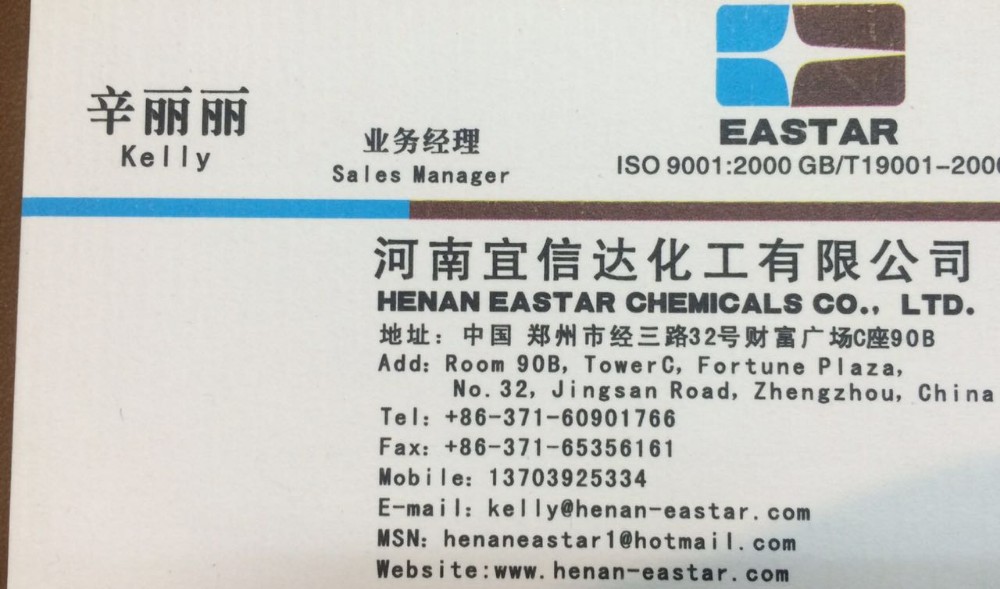 辛丽丽
Kelly
业务经理
Sales Manager
EASTAR
ISO 9001:2000 GB/T19001-200
河南宜信达化工有限公司
HENAN EASTAR CHEMICALS CO., LTD.
地址：中国 郑州市经三路32号财富广场C座90B
Add: Room 90B, TowerC, Fortune Plaza,
No.32, Jingsan Road, Zhengzhou, China
Tel: +86-371-60901766
Fax: +86-371-65356161
Mobile: 13703925334
E-mail: kelly@henan-eastar.com
MSN: henaneastar1@hotmail.com
Website:www.henan-eastar.com